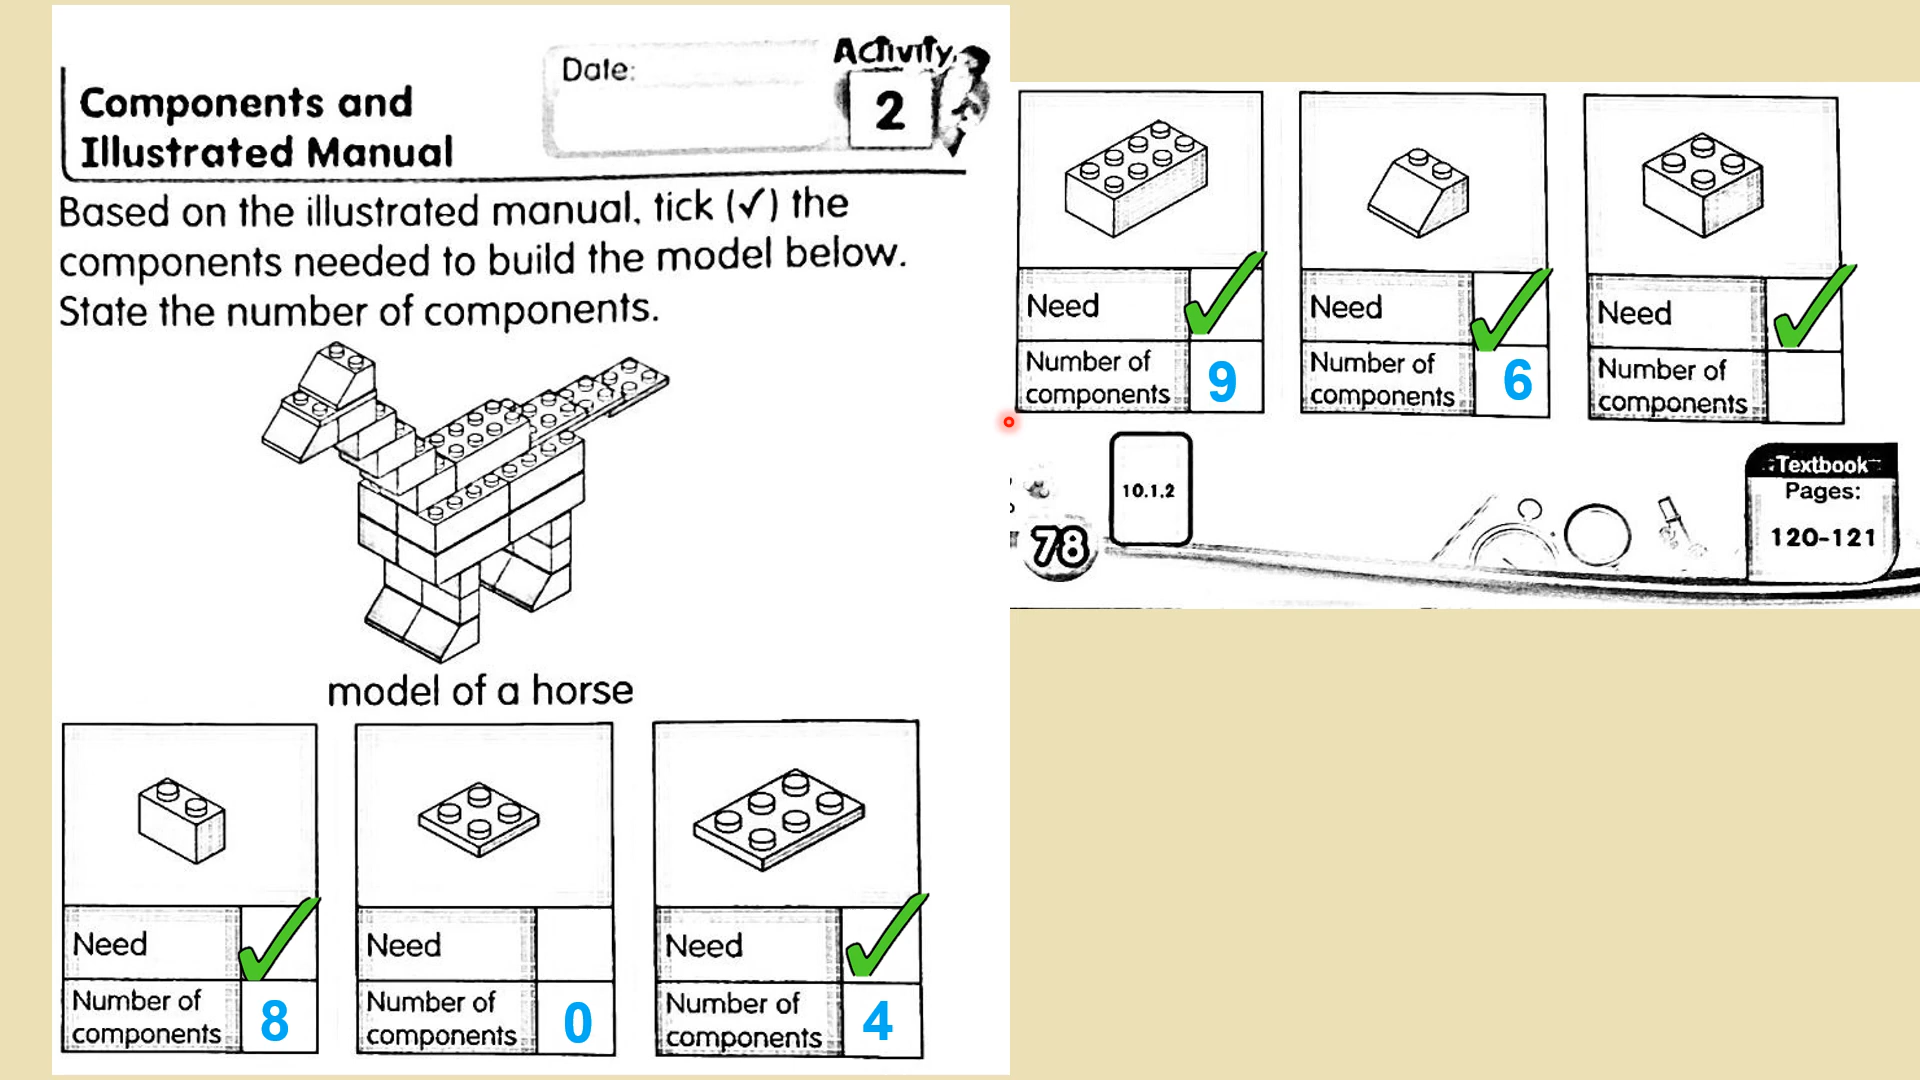 Components and
Illustrated Manual
Date:
Activity
2
Based on the illustrated manual, tick (✓) the
components needed to build the model below.
State the number of components.
model of a horse
Need ✓
Number of
components 8
Need
Number of
components 0
Need ✓
Number of
components 4
Need ✓
Number of
components 9
Need ✓
Number of
components 6
Need ✓
Number of
components
78
10.1.2
Textbook
Pages:
120-121